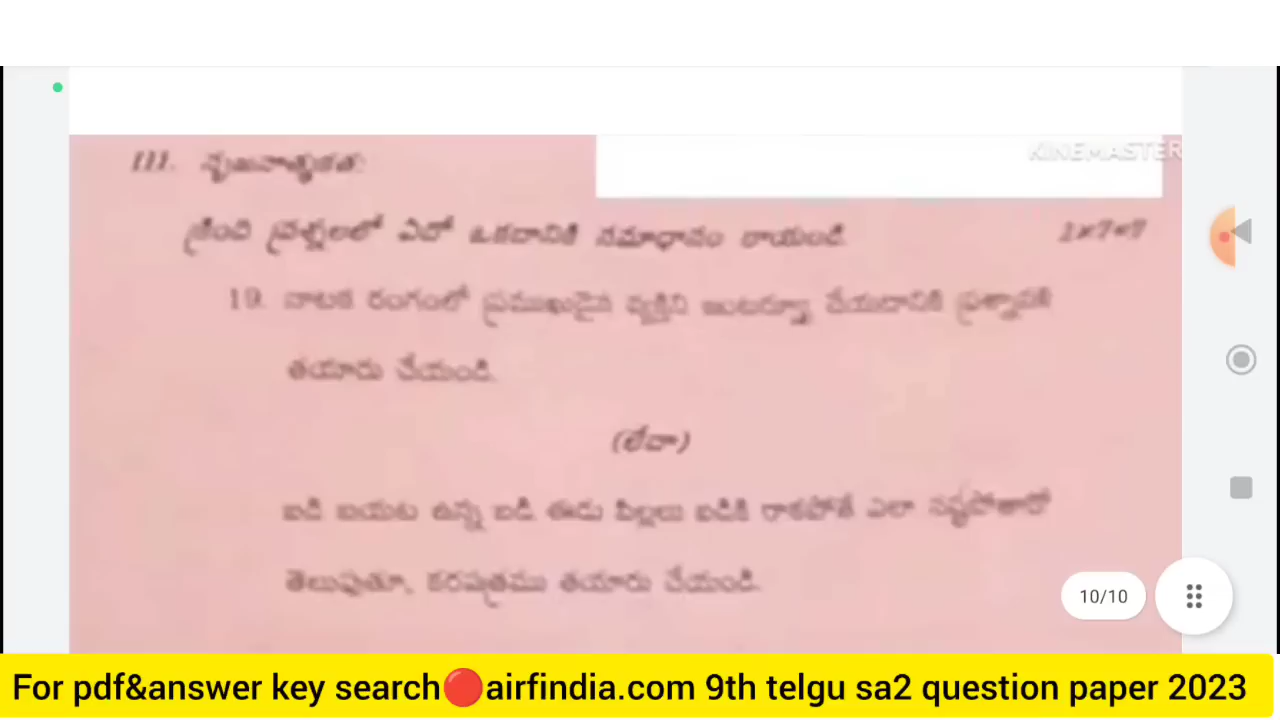 KINEMASTER
III. సృజనాత్మకత:
క్రింది ప్రశ్నలలో ఏదో ఒకదానికి సమాధానం రాయండి. 1×7=7
19. నాటక రంగంలో ప్రముఖుడైన వ్యక్తిని ఇంటర్వ్యూ చేయడానికి ప్రశ్నావళి
తయారు చేయండి.
(లేదా)
బడి బయట ఉన్న బడి ఈడు పిల్లలు బడికి రాకపోతే ఎలా నష్టపోతారో
తెలుపుతూ, కరపత్రము తయారు చేయండి.
10/10
For pdf&answer key search airfindia.com 9th telgu sa2 question paper 2023